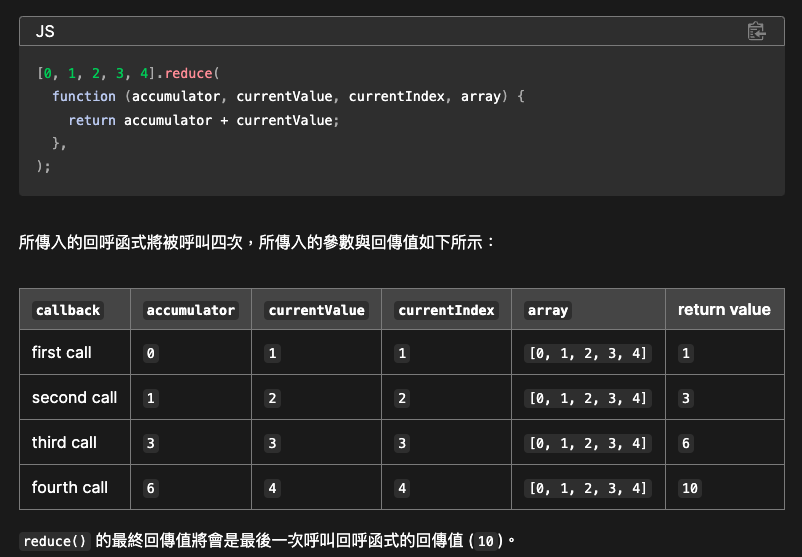 JS
[0, 1, 2, 3, 4].reduce(
function (accumulator, currentValue, currentIndex, array) {
return accumulator + currentValue;
},
);
所傳入的回呼函式將被呼叫四次，所傳入的參數與回傳值如下所示：
callback accumulator currentValue currentIndex array return value
first call 0 1 1 [0, 1, 2, 3, 4] 1
second call 1 2 2 [0, 1, 2, 3, 4] 3
third call 3 3 3 [0, 1, 2, 3, 4] 6
fourth call 6 4 4 [0, 1, 2, 3, 4] 10
reduce() 的最終回傳值將會是最後一次呼叫回呼函式的回傳值 (10)。